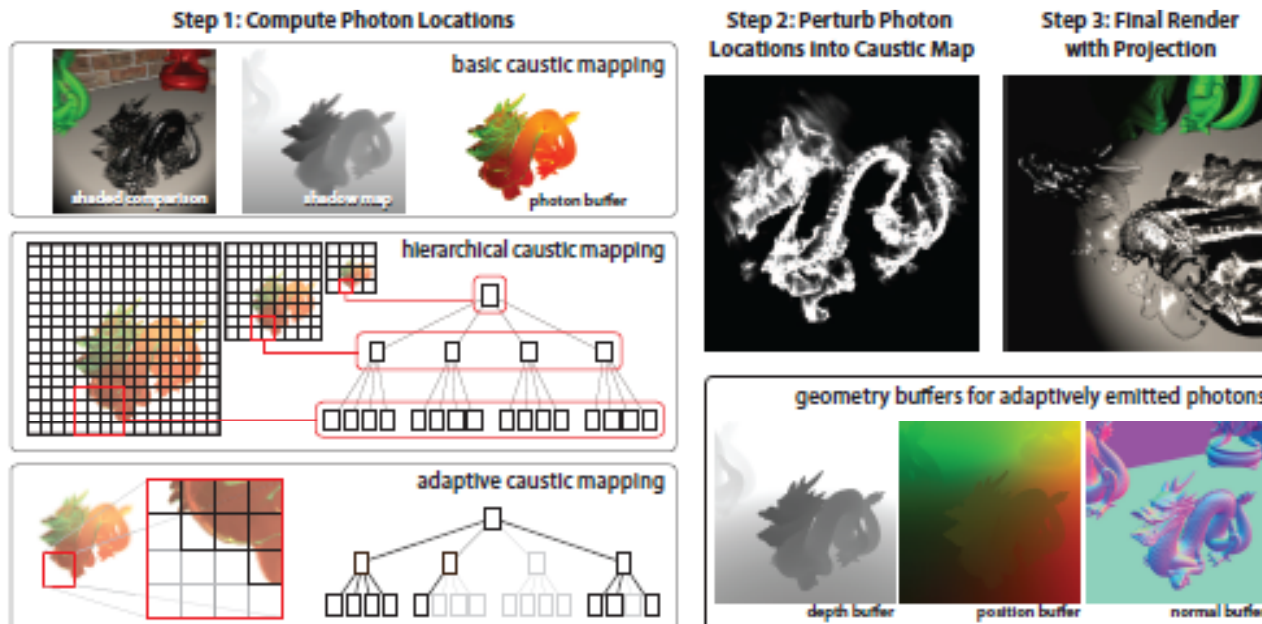 Step 1: Compute Photon Locations
basic caustic mapping
shaded comparison
shadow map
photon buffer
hierarchical caustic mapping
adaptive caustic mapping
Step 2: Perturb Photon
Locations into Caustic Map
Step 3: Final Render
with Projection
geometry buffers for adaptively emitted photons
depth buffer
position buffer
normal buffer